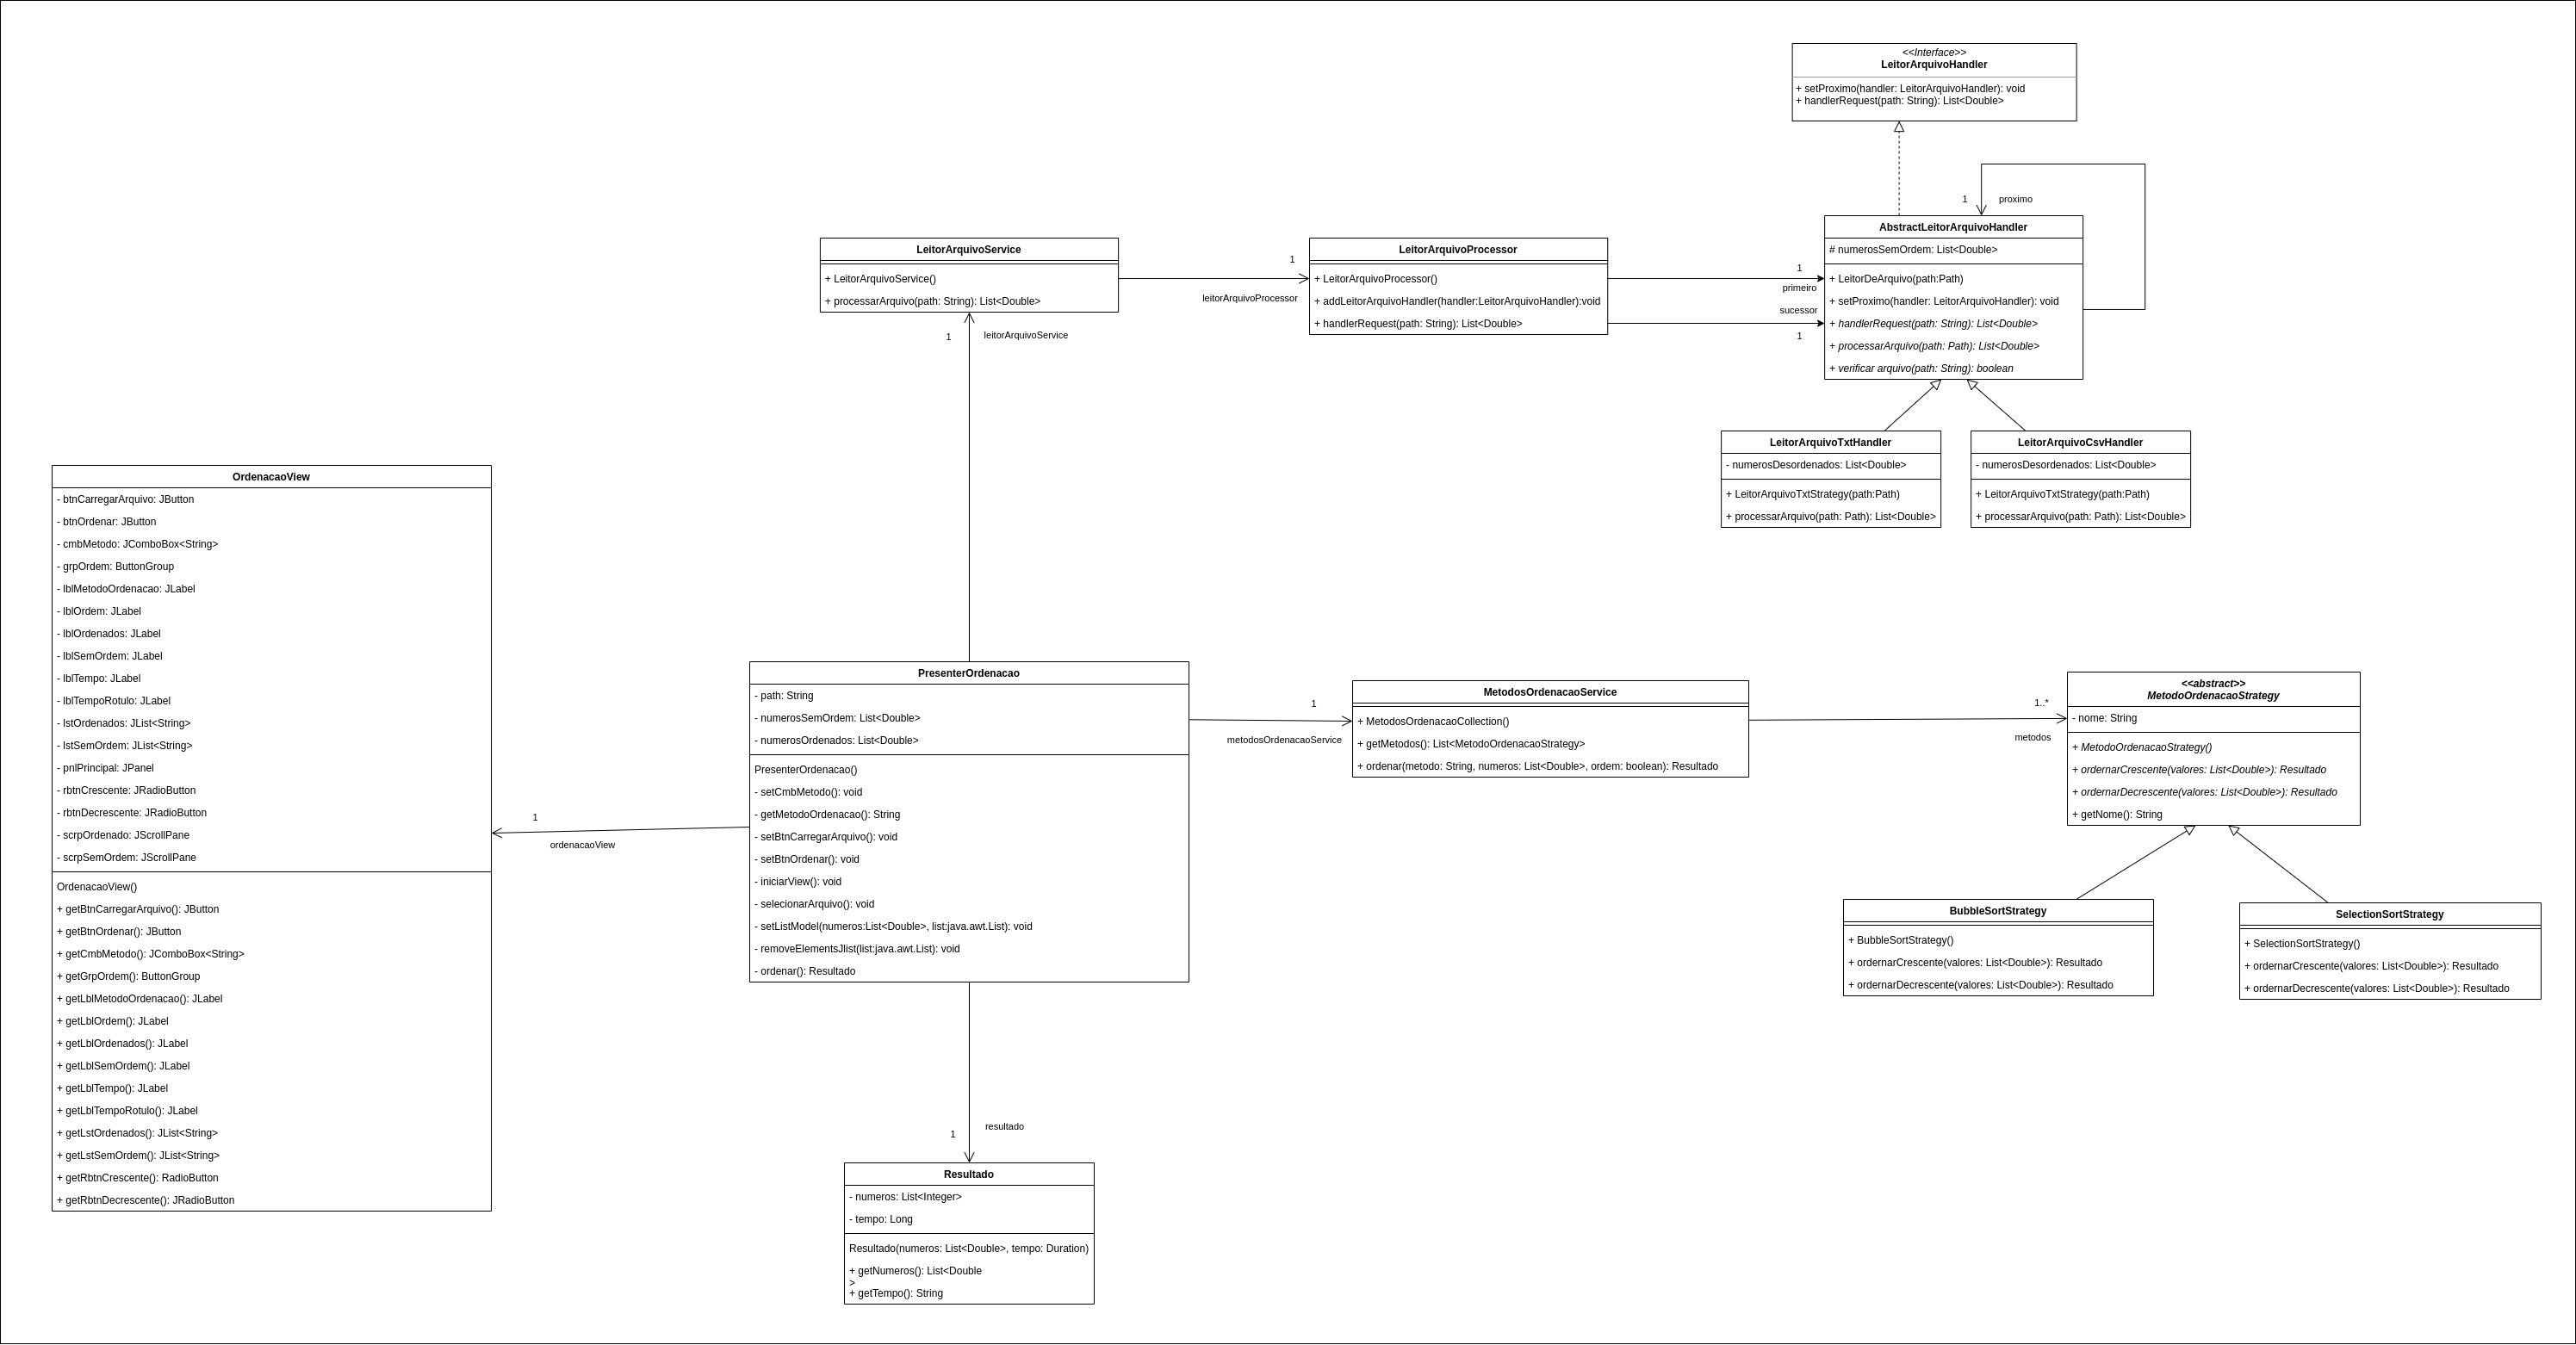 <<Interface>>
LeitorArquivoHandler
+ setProximo(handler: LeitorArquivoHandler): void
+ handlerRequest(path: String): List<Double>
1
proximo
AbstractLeitorArquivoHandler
# numerosSemOrdem: List<Double>
+ LeitorDeArquivo(path:Path)
+ setProximo(handler: LeitorArquivoHandler): void
+ handlerRequest(path: String): List<Double>
+ processarArquivo(path: Path): List<Double>
+ verificar arquivo(path: String): boolean
LeitorArquivoService
+ LeitorArquivoService()
+ processarArquivo(path: String): List<Double>
1
leitorArquivoProcessor
LeitorArquivoProcessor
+ LeitorArquivoProcessor()
+ addLeitorArquivoHandler(handler:LeitorArquivoHandler):void
+ handlerRequest(path: String): List<Double>
1
primeiro
sucessor
1
1
leitorArquivoService
LeitorArquivoTxtHandler
- numerosDesordenados: List<Double>
+ LeitorArquivoTxtStrategy(path:Path)
+ processarArquivo(path: Path): List<Double>
LeitorArquivoCsvHandler
- numerosDesordenados: List<Double>
+ LeitorArquivoTxtStrategy(path:Path)
+ processarArquivo(path: Path): List<Double>
OrdenacaoView
- btnCarregarArquivo: JButton
- btnOrdenar: JButton
- cmbMetodo: JComboBox<String>
- grpOrdem: ButtonGroup
- lblMetodoOrdenacao: JLabel
- lblOrdem: JLabel
- lblOrdenados: JLabel
- lblSemOrdem: JLabel
- lblTempo: JLabel
- lblTempoRotulo: JLabel
- lstOrdenados: JList<String>
- lstSemOrdem: JList<String>
- pnlPrincipal: JPanel
- rbtnCrescente: JRadioButton
- rbtnDecrescente: JRadioButton
- scrpOrdenado: JScrollPane
- scrpSemOrdem: JScrollPane
OrdenacaoView()
+ getBtnCarregarArquivo(): JButton
+ getBtnOrdenar(): JButton
+ getCmbMetodo(): JComboBox<String>
+ getGrpOrdem(): ButtonGroup
+ getLblMetodoOrdenacao(): JLabel
+ getLblOrdem(): JLabel
+ getLblOrdenados(): JLabel
+ getLblSemOrdem(): JLabel
+ getLblTempo(): JLabel
+ getLblTempoRotulo(): JLabel
+ getLstOrdenados(): JList<String>
+ getLstSemOrdem(): JList<String>
+ getRbtnCrescente(): RadioButton
+ getRbtnDecrescente(): JRadioButton
1
ordenacaoView
PresenterOrdenacao
- path: String
- numerosSemOrdem: List<Double>
- numerosOrdenados: List<Double>
PresenterOrdenacao()
- setCmbMetodo(): void
- getMetodoOrdenacao(): String
- setBtnCarregarArquivo(): void
- setBtnOrdenar(): void
- iniciarView(): void
- selecionarArquivo(): void
- setListModel(numeros:List<Double>, list:java.awt.List): void
- removeElementsJlist(list:java.awt.List): void
- ordenar(): Resultado
1
metodosOrdenacaoService
MetodosOrdenacaoService
+ MetodosOrdenacaoCollection()
+ getMetodos(): List<MetodoOrdenacaoStrategy>
+ ordenar(metodo: String, numeros: List<Double>, ordem: boolean): Resultado
1..*
metodos
<<abstract>>
MetodoOrdenacaoStrategy
- nome: String
+ MetodoOrdenacaoStrategy()
+ ordernarCrescente(valores: List<Double>): Resultado
+ ordernarDecrescente(valores: List<Double>): Resultado
+ getNome(): String
BubbleSortStrategy
+ BubbleSortStrategy()
+ ordernarCrescente(valores: List<Double>): Resultado
+ ordernarDecrescente(valores: List<Double>): Resultado
SelectionSortStrategy
+ SelectionSortStrategy()
+ ordernarCrescente(valores: List<Double>): Resultado
+ ordernarDecrescente(valores: List<Double>): Resultado
1
resultado
Resultado
- numeros: List<Integer>
- tempo: Long
Resultado(numeros: List<Double>, tempo: Duration)
+ getNumeros(): List<Double
>
+ getTempo(): String